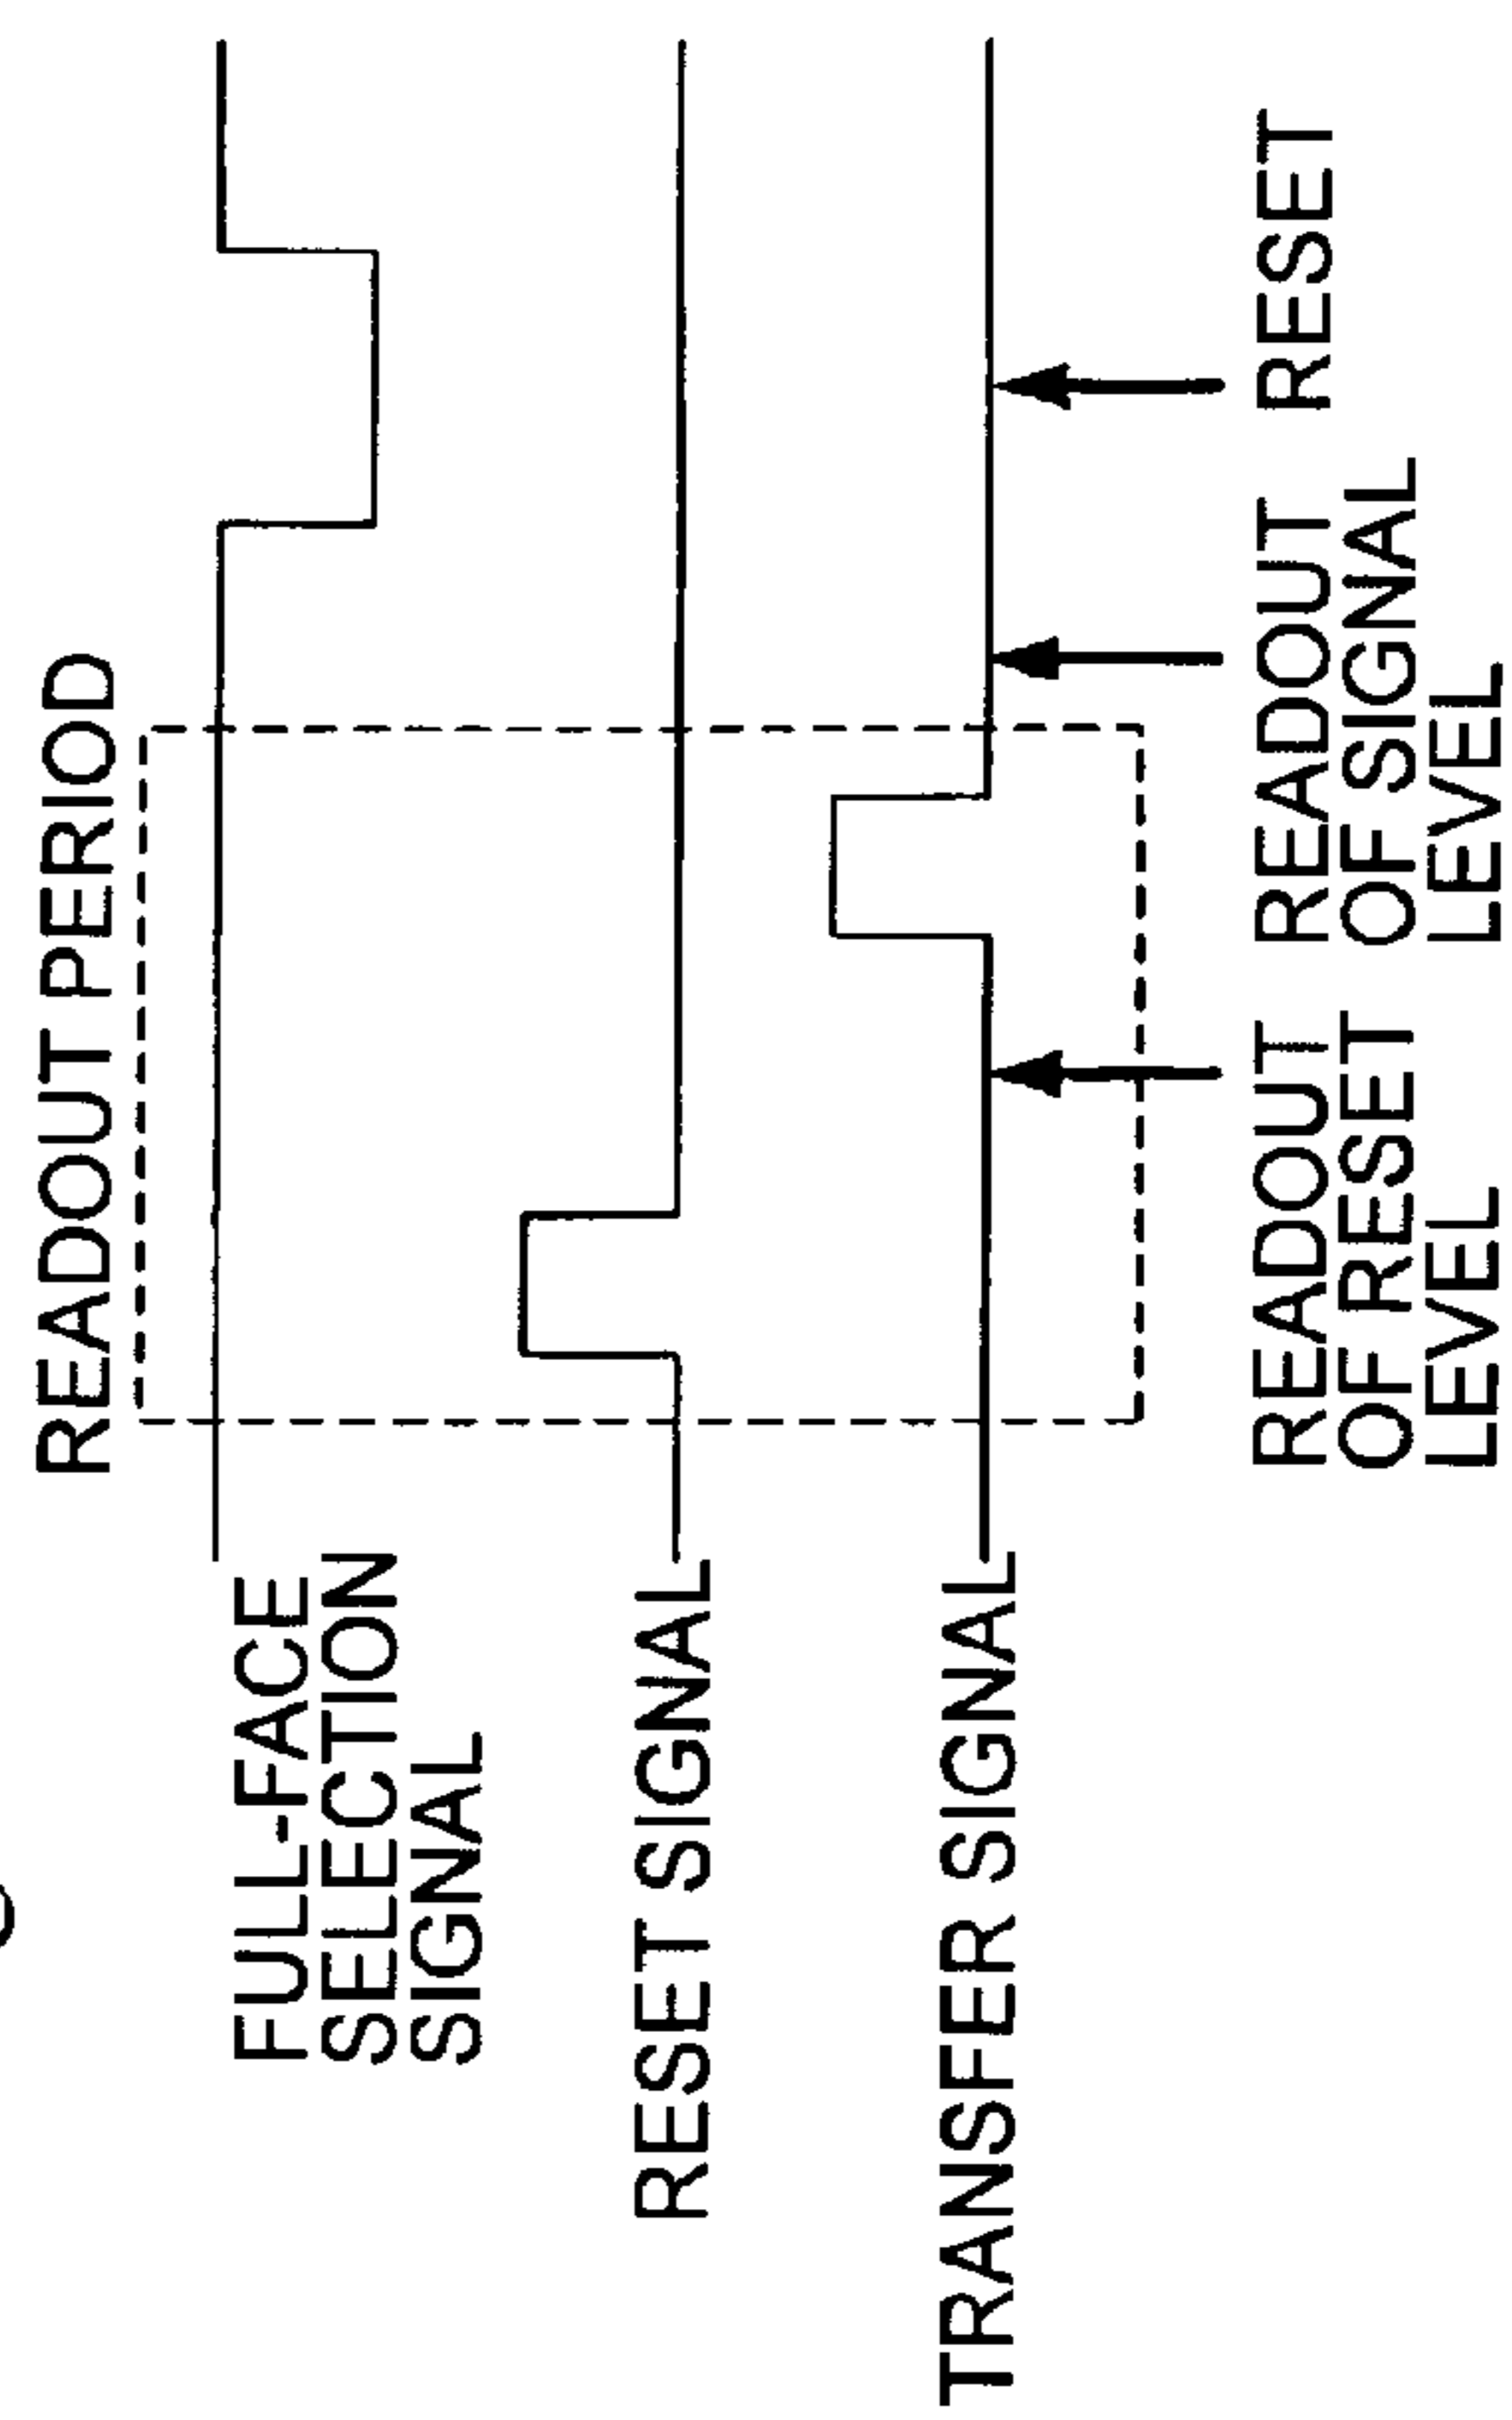 READOUT PERIOD
FULL-FACE
SELECTION
SIGNAL
RESET SIGNAL
TRANSFER SIGNAL
READOUT
OF RESET
LEVEL
READOUT
OF SIGNAL
LEVEL
RESET